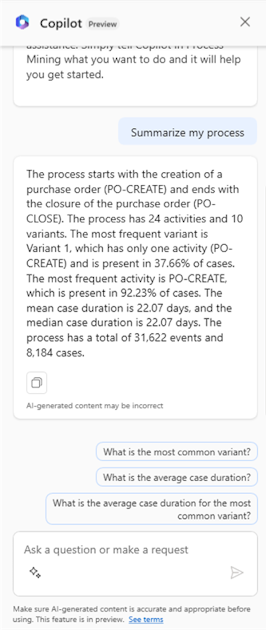 Copilot Preview
assistance. Simply tell Copilot in Process
Mining what you want to do and it will help
you get started.
Summarize my process
The process starts with the creation of a
purchase order (PO-CREATE) and ends with
the closure of the purchase order (PO-
CLOSE). The process has 24 activities and 10
variants. The most frequent variant is
Variant 1, which has only one activity (PO-
CREATE) and is present in 37.66% of cases.
The most frequent activity is PO-CREATE,
which is present in 92.23% of cases. The
mean case duration is 22.07 days, and the
median case duration is 22.07 days. The
process has a total of 31,622 events and
8,184 cases.
AI-generated content may be incorrect
What is the most common variant?
What is the average case duration?
What is the average case duration for the most
common variant?
Ask a question or make a request
Make sure AI-generated content is accurate and appropriate before
using. This feature is in preview. See terms